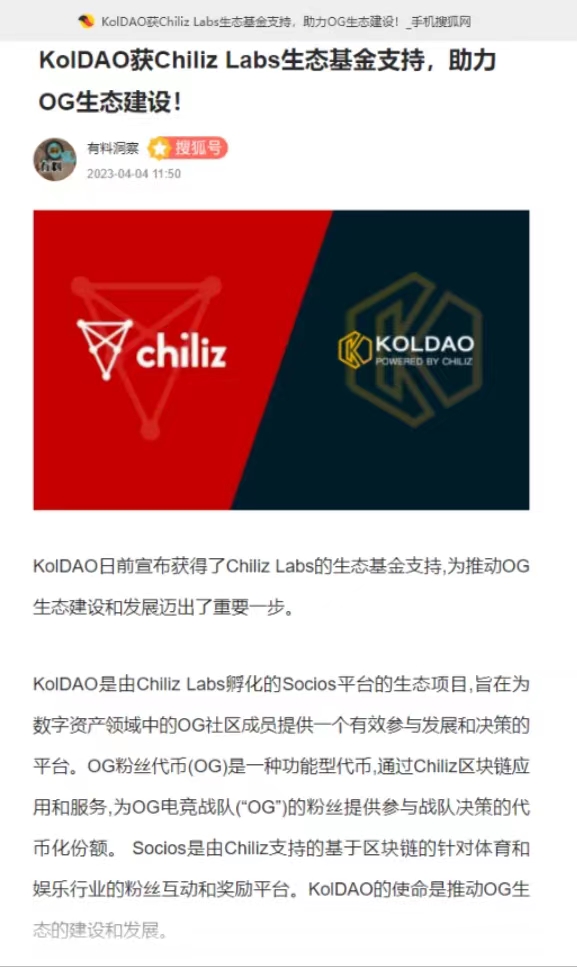 KolDAO获Chiliz Labs生态基金支持，助力OG生态建设！_手机搜狐网
KolDAO获Chiliz Labs生态基金支持，助力
OG生态建设！
有料洞察 搜狐号
2023-04-04 11:50
chiliz
KOLDAO
POWERED BY CHILIZ
KolDAO日前宣布获得了Chiliz Labs的生态基金支持,为推动OG
生态建设和发展迈出了重要一步。
KolDAO是由Chiliz Labs孵化的Socios平台的生态项目,旨在为
数字资产领域中的OG社区成员提供一个有效参与发展和决策的
平台。OG粉丝代币(OG)是一种功能型代币,通过Chiliz区块链应
用和服务,为OG电竞战队(“OG”)的粉丝提供参与战队决策的代
币化份额。 Socios是由Chiliz支持的基于区块链的针对体育和
娱乐行业的粉丝互动和奖励平台。KolDAO的使命是推动OG生
态的建设和发展。